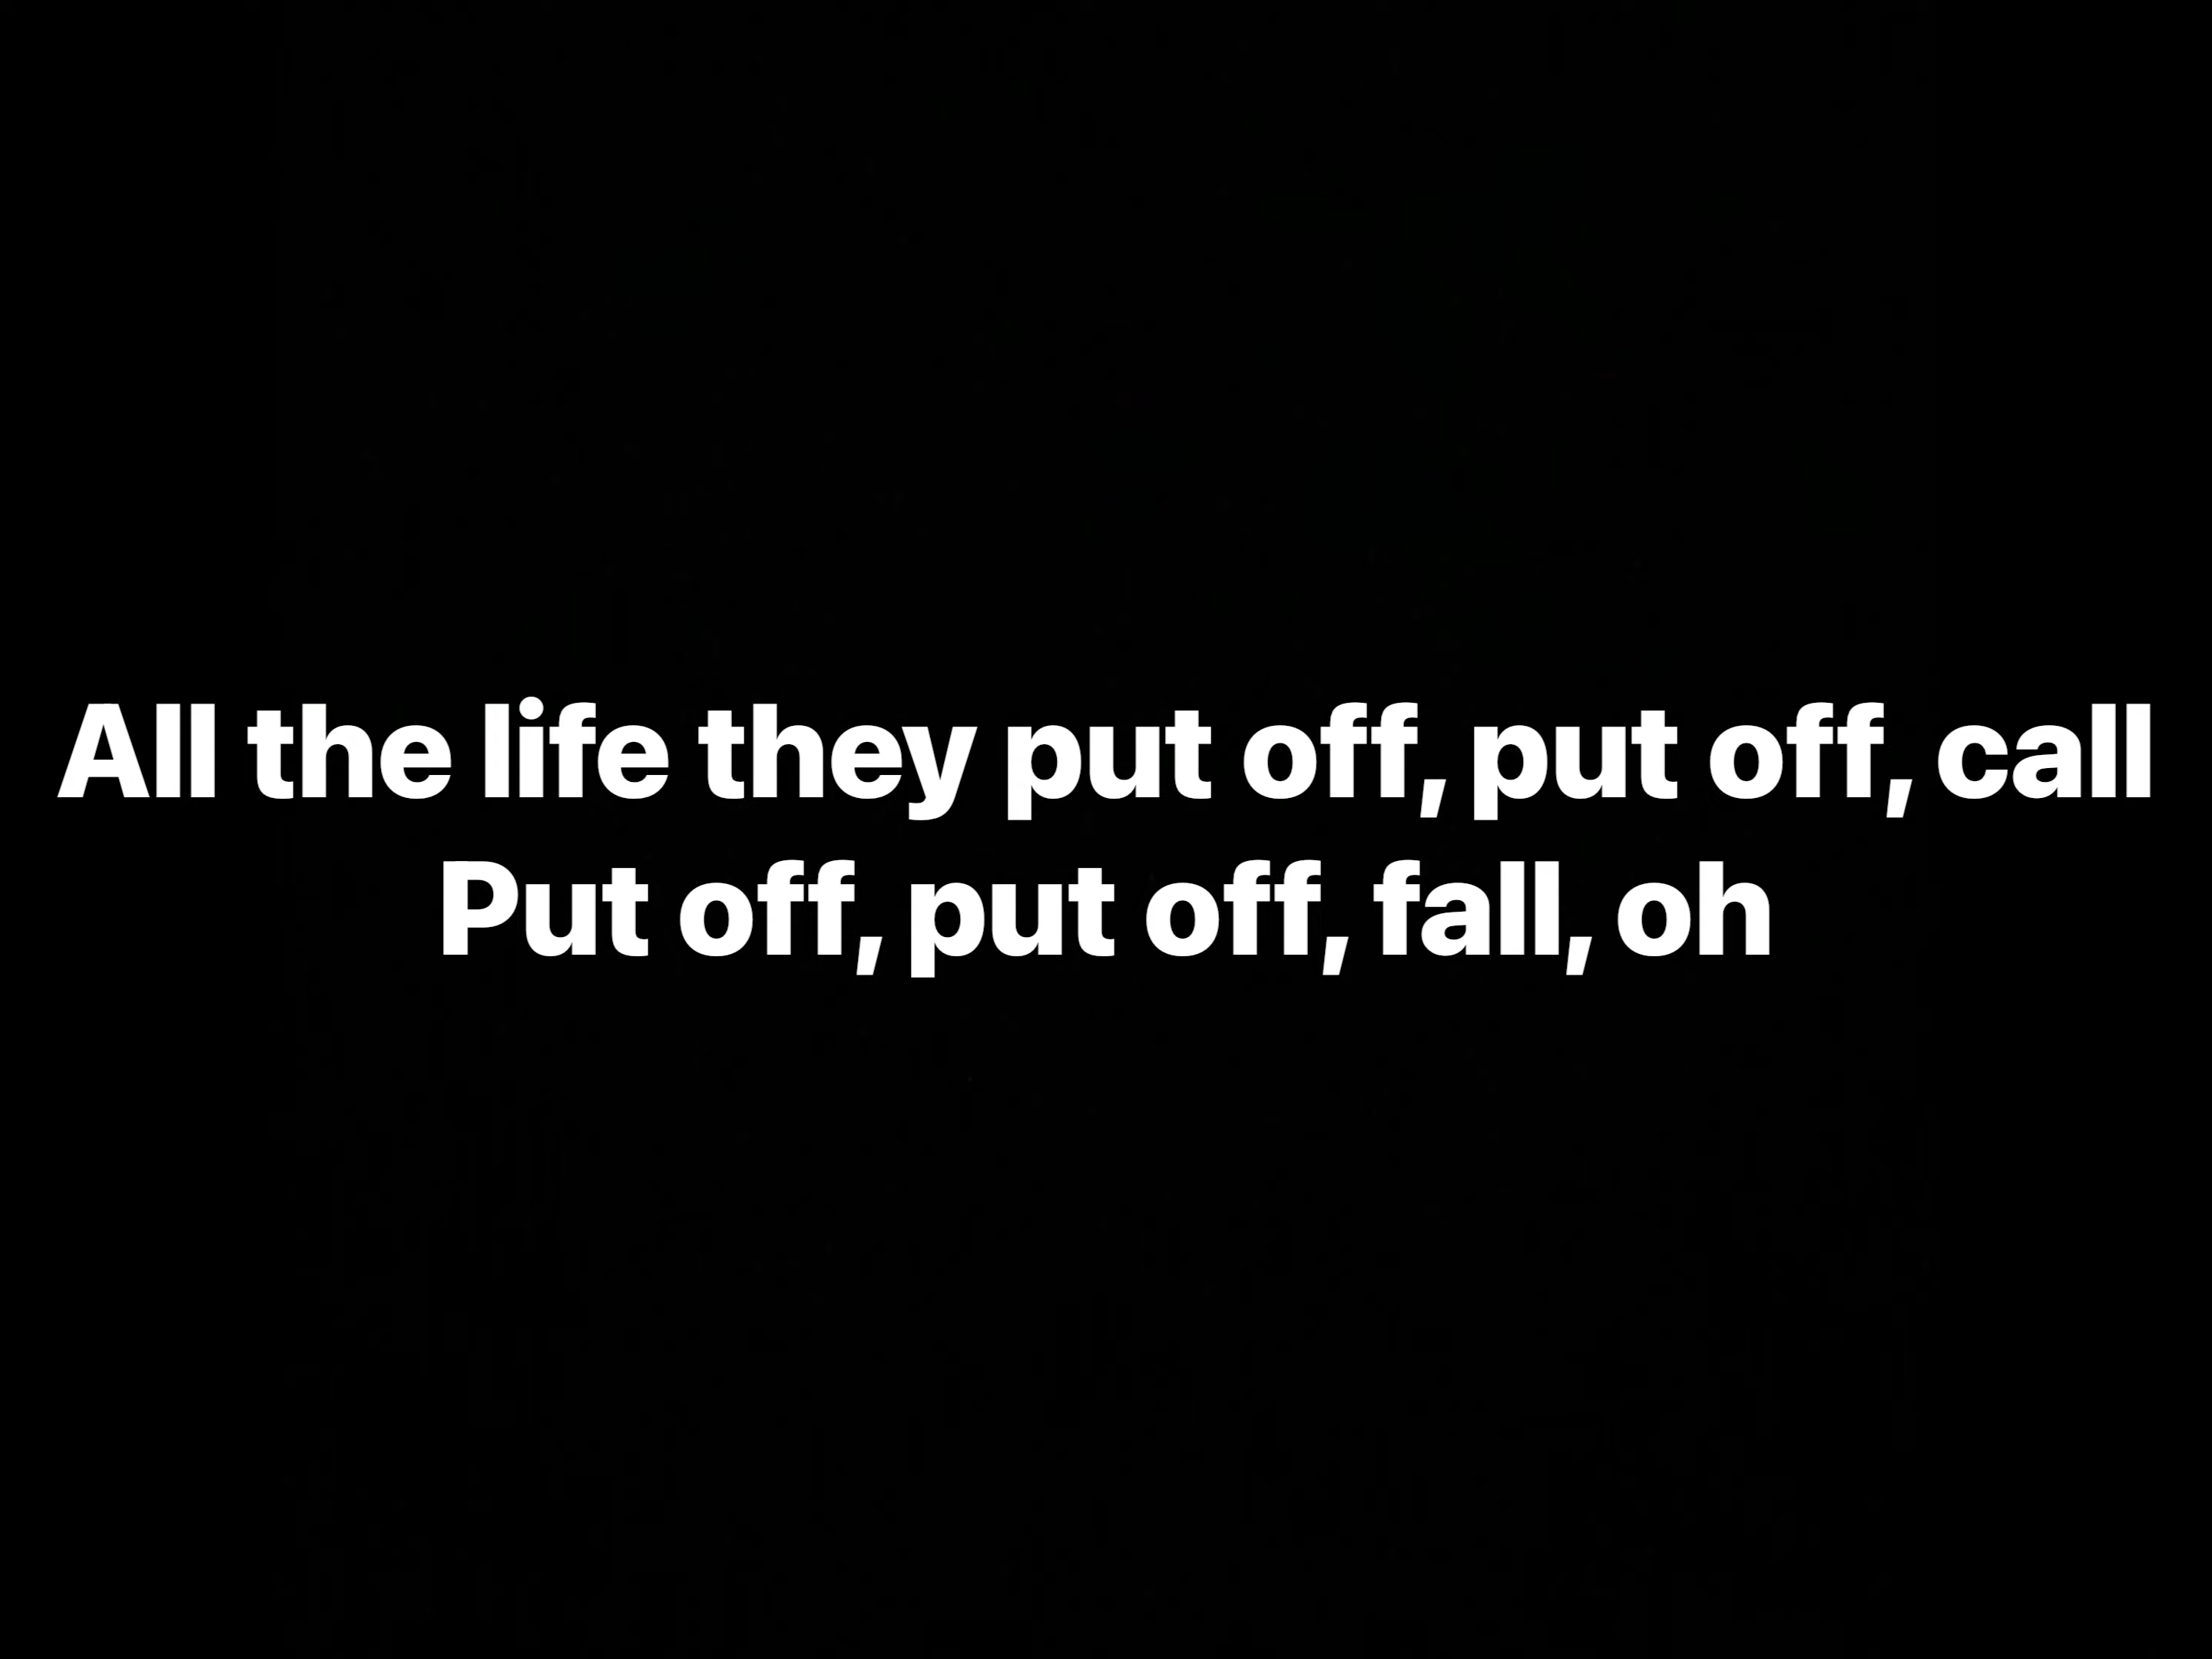 All the life they put off, put off, call
Put off, put off, fall, oh